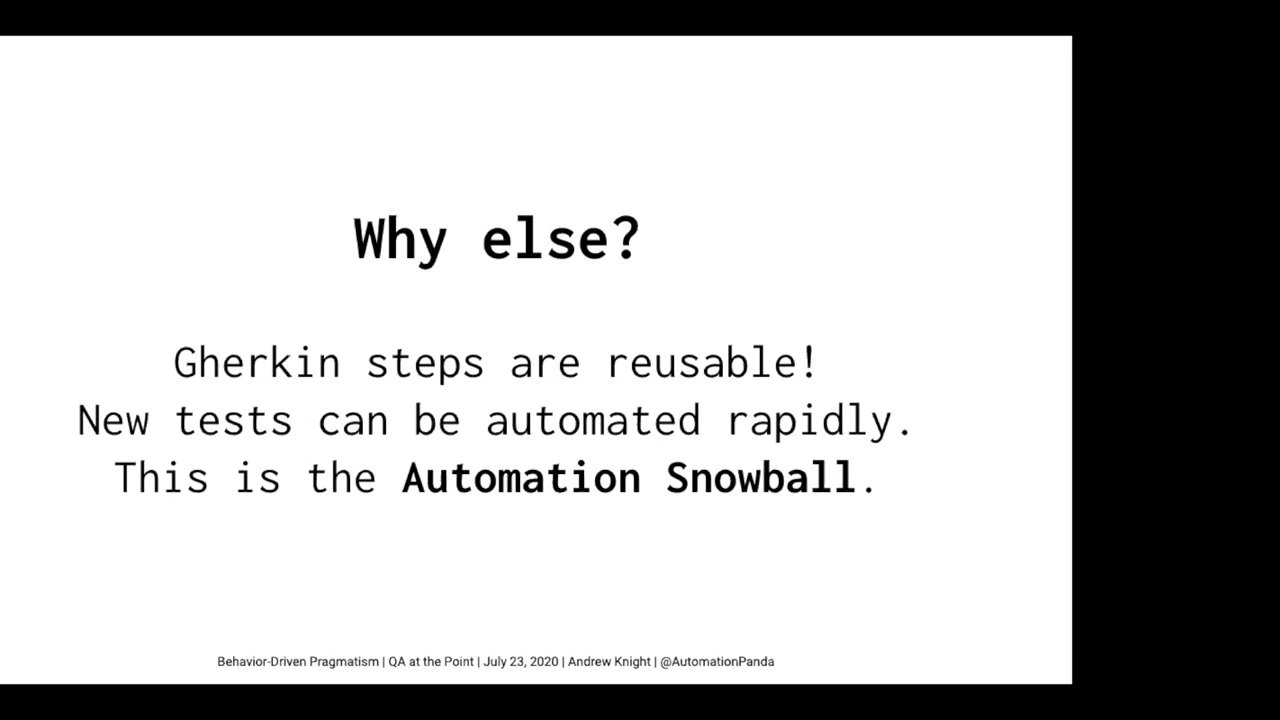 Why else?
Gherkin steps are reusable!
New tests can be automated rapidly.
This is the Automation Snowball.
Behavior-Driven Pragmatism | QA at the Point | July 23, 2020 | Andrew Knight | @AutomationPanda